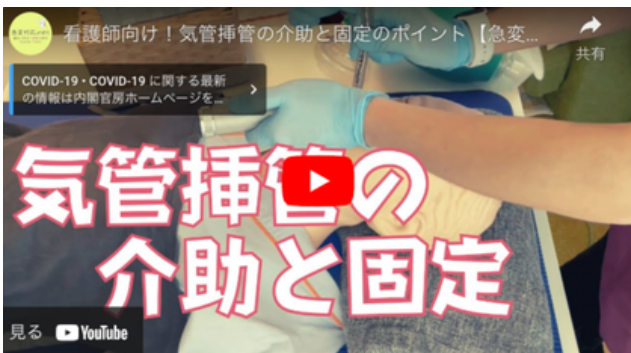 看護師向け！気管挿管の介助と固定のポイント【急変...
共有
COVID-19・COVID-19 に関する最新
の情報は内閣官房ホームページを...
気管挿管の
介助と固定
見る YouTube